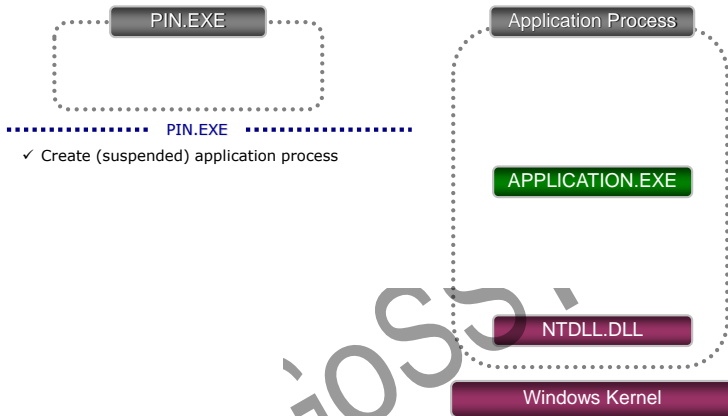 PIN.EXE
Application Process
PIN.EXE
✓ Create (suspended) application process
APPLICATION.EXE
NTDLL.DLL
Windows Kernel